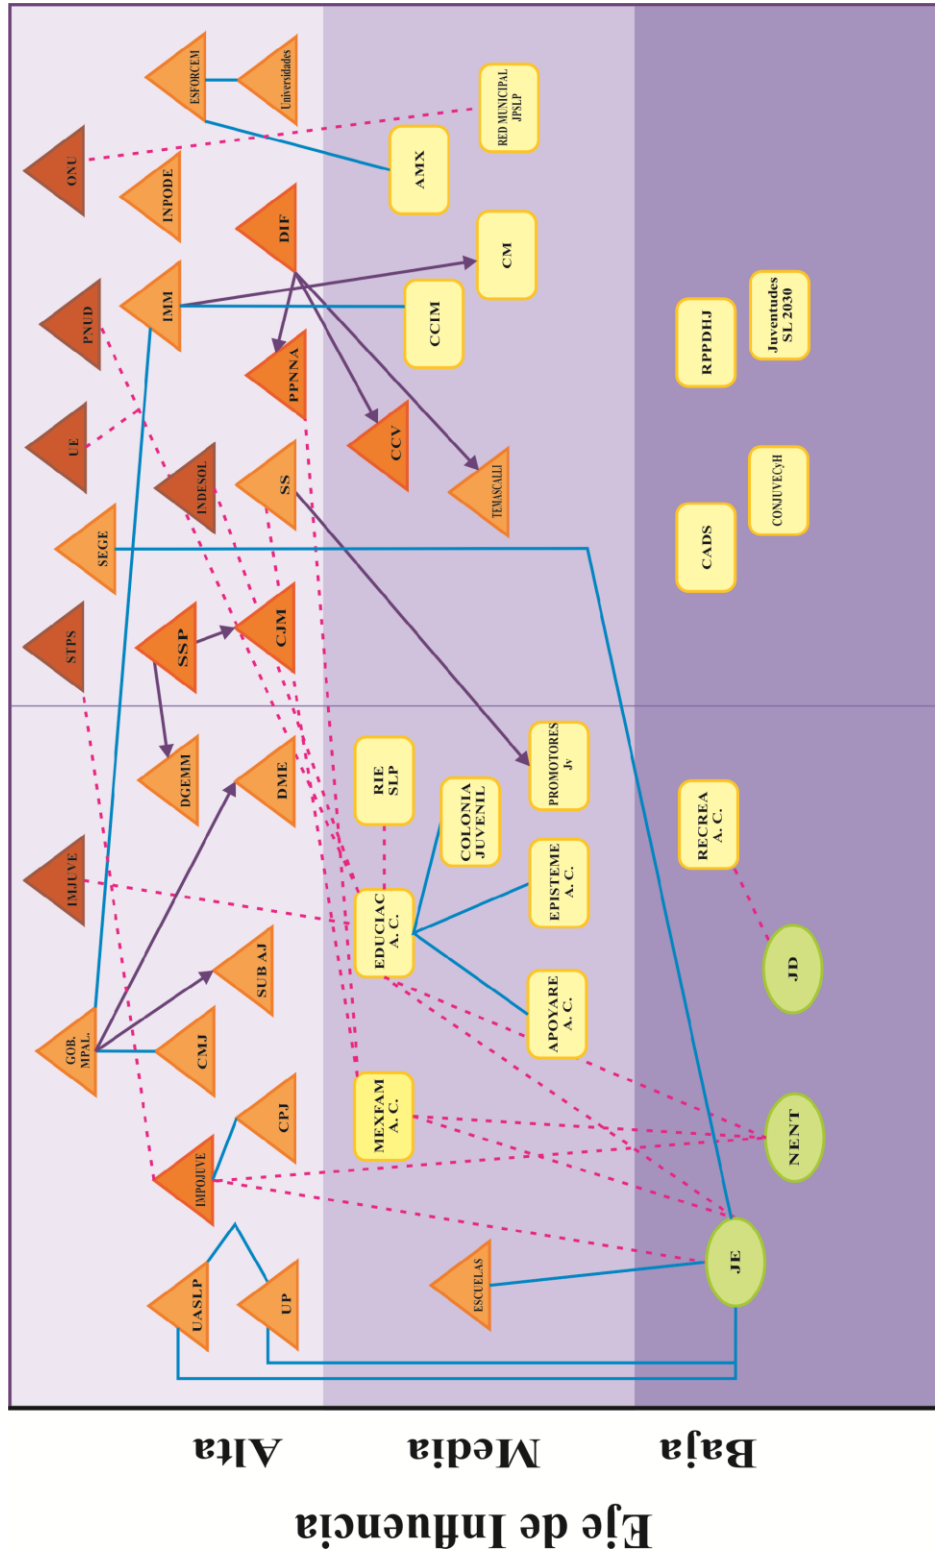 ONU
PNUD
UE
SEGE
STPS
IMJUVE
GOB.
MPAL.
ESFORCEM
Universidades
INPODE
IMM
DIF
PPNNA
INDESOL
SS
SSP
CJM
DGEMM
DME
SUB AJ
CMJ
CPJ
IMPOJUVE
UASLP
UP
RED MUNICIPAL
JPSLP
AMX
CM
CCIM
CCV
TEMASCALLI
RIE
SLP
COLONIA
JUVENIL
PROMOTORES
Jv
EDUCIAC
A. C.
EPISTEME
A. C.
APOYARE
A. C.
MEXFAM
A. C.
ESCUELAS
RPPDHJ
Juventudes
SL 2030
CADS
CONJUVECyH
RECREA
A. C.
JD
NENT
JE
Alta
Media
Baja
Eje de Influencia